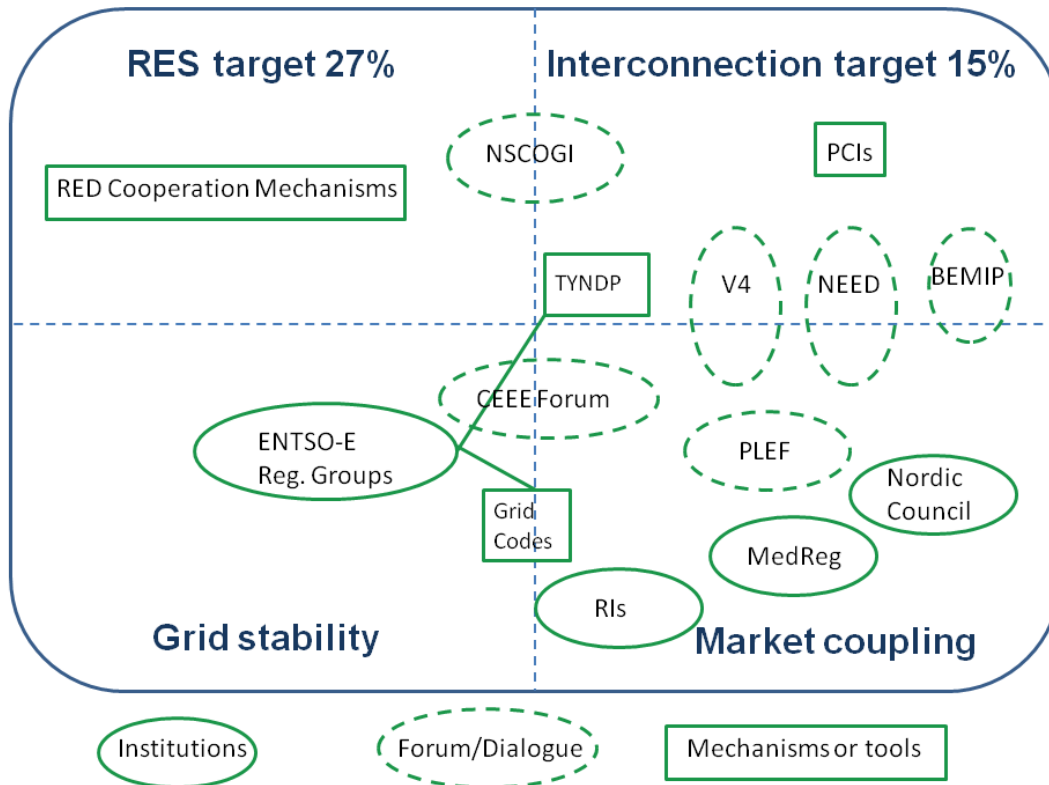 RES target 27%
Interconnection target 15%
NSCOGI
PCIs
RED Cooperation Mechanisms
TYNDP
V4
NEED
BEMIP
CEEE Forum
ENTSO-E
Reg. Groups
PLEF
Nordic
Council
Grid
Codes
MedReg
RIs
Grid stability
Market coupling
Institutions
Forum/Dialogue
Mechanisms or tools